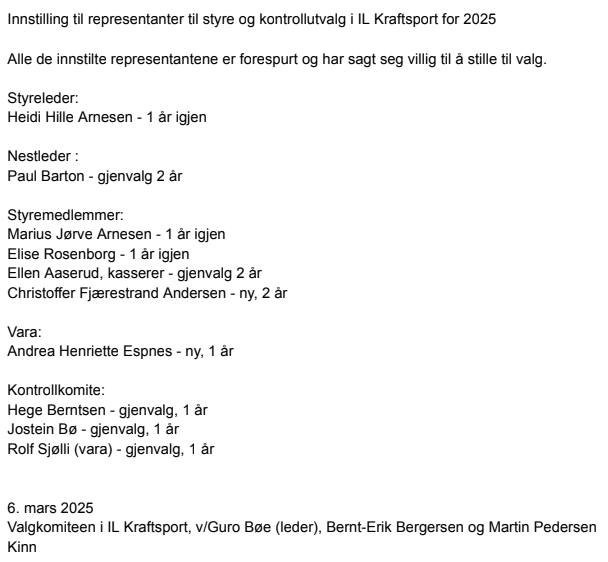 Innstilling til representanter til styre og kontrollutvalg i IL Kraftsport for 2025
Alle de innstilte representantene er forespurt og har sagt seg villig til å stille til valg.
Styreleder:
Heidi Hille Arnesen - 1 år igjen
Nestleder :
Paul Barton - gjenvalg 2 år
Styremedlemmer:
Marius Jørve Arnesen - 1 år igjen
Elise Rosenborg - 1 år igjen
Ellen Aaserud, kasserer - gjenvalg 2 år
Christoffer Fjærestrand Andersen - ny, 2 år
Vara:
Andrea Henriette Espnes - ny, 1 år
Kontrollkomite:
Hege Berntsen - gjenvalg, 1 år
Jostein Bø - gjenvalg, 1 år
Rolf Sjølli (vara) - gjenvalg, 1 år
6. mars 2025
Valgkomiteen i IL Kraftsport, v/Guro Bøe (leder), Bernt-Erik Bergersen og Martin Pedersen
Kinn